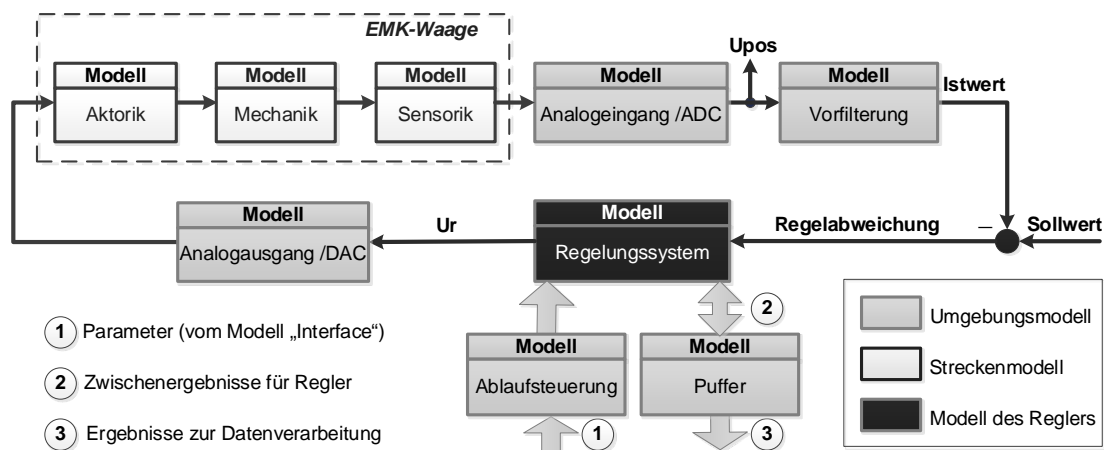 EMK-Waage
Modell
Aktorik
Modell
Mechanik
Modell
Sensorik
Modell
Analogeingang /ADC
Upos
Modell
Vorfilterung
Istwert
Modell
Analogausgang /DAC
Ur
Modell
Regelungssystem
Regelabweichung
–
Sollwert
1 Parameter (vom Modell „Interface“)
2 Zwischenergebnisse für Regler
3 Ergebnisse zur Datenverarbeitung
Modell
Ablaufsteuerung
1
2
Modell
Puffer
3
Umgebungsmodell
Streckenmodell
Modell des Reglers